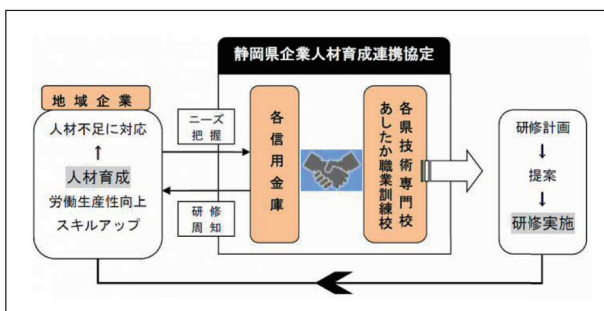 静岡県企業人材育成連携協定
地域企業
人材不足に対応
↑
人材育成
労働生産性向上
スキルアップ
ニーズ
把握
研修
周知
各信用金庫
各県技術専門校
あしたか職業訓練校
研修計画
↓
提案
↓
研修実施